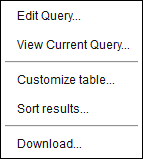 Edit Query...
View Current Query...
Customize table...
Sort results...
Download...